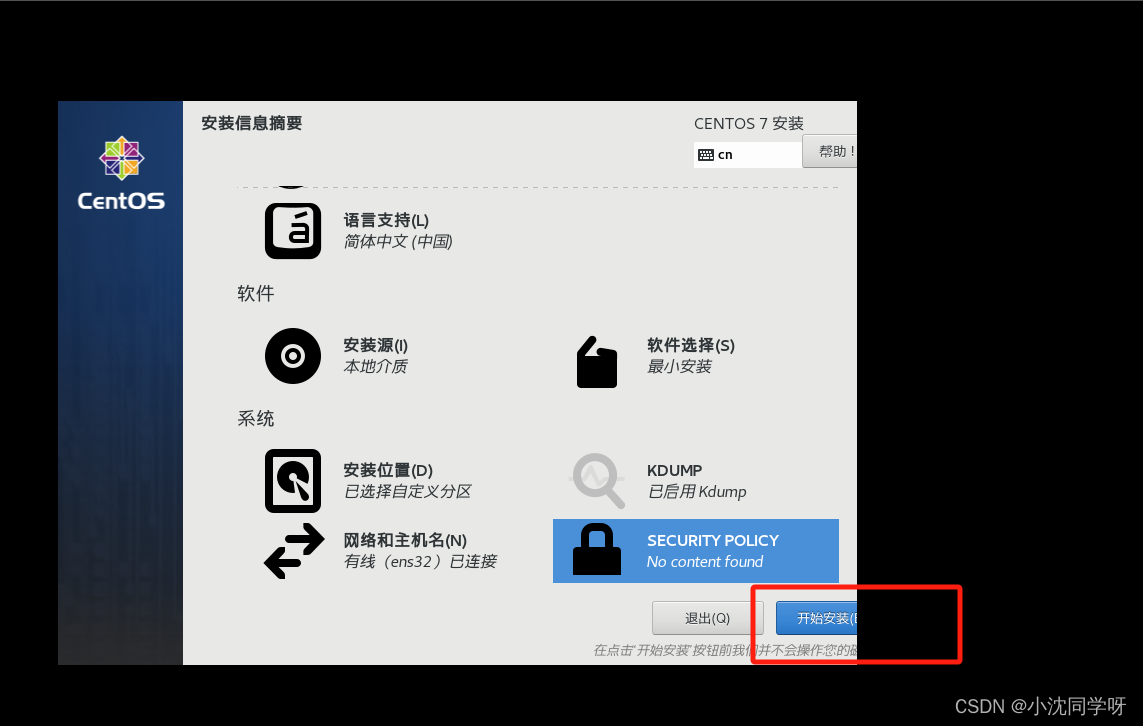 安装信息摘要
CENTOS 7 安装
cn
帮助！
CentOS
语言支持(L)
简体中文 (中国)
软件
安装源(I)
本地介质
软件选择(S)
最小安装
系统
安装位置(D)
已选择自定义分区
KDUMP
已启用 Kdump
网络和主机名(N)
有线（ens32）已连接
SECURITY POLICY
No content found
退出(Q)
开始安装(
在点击'开始安装'按钮前我们并不会操作您的
CSDN @小沈同学呀